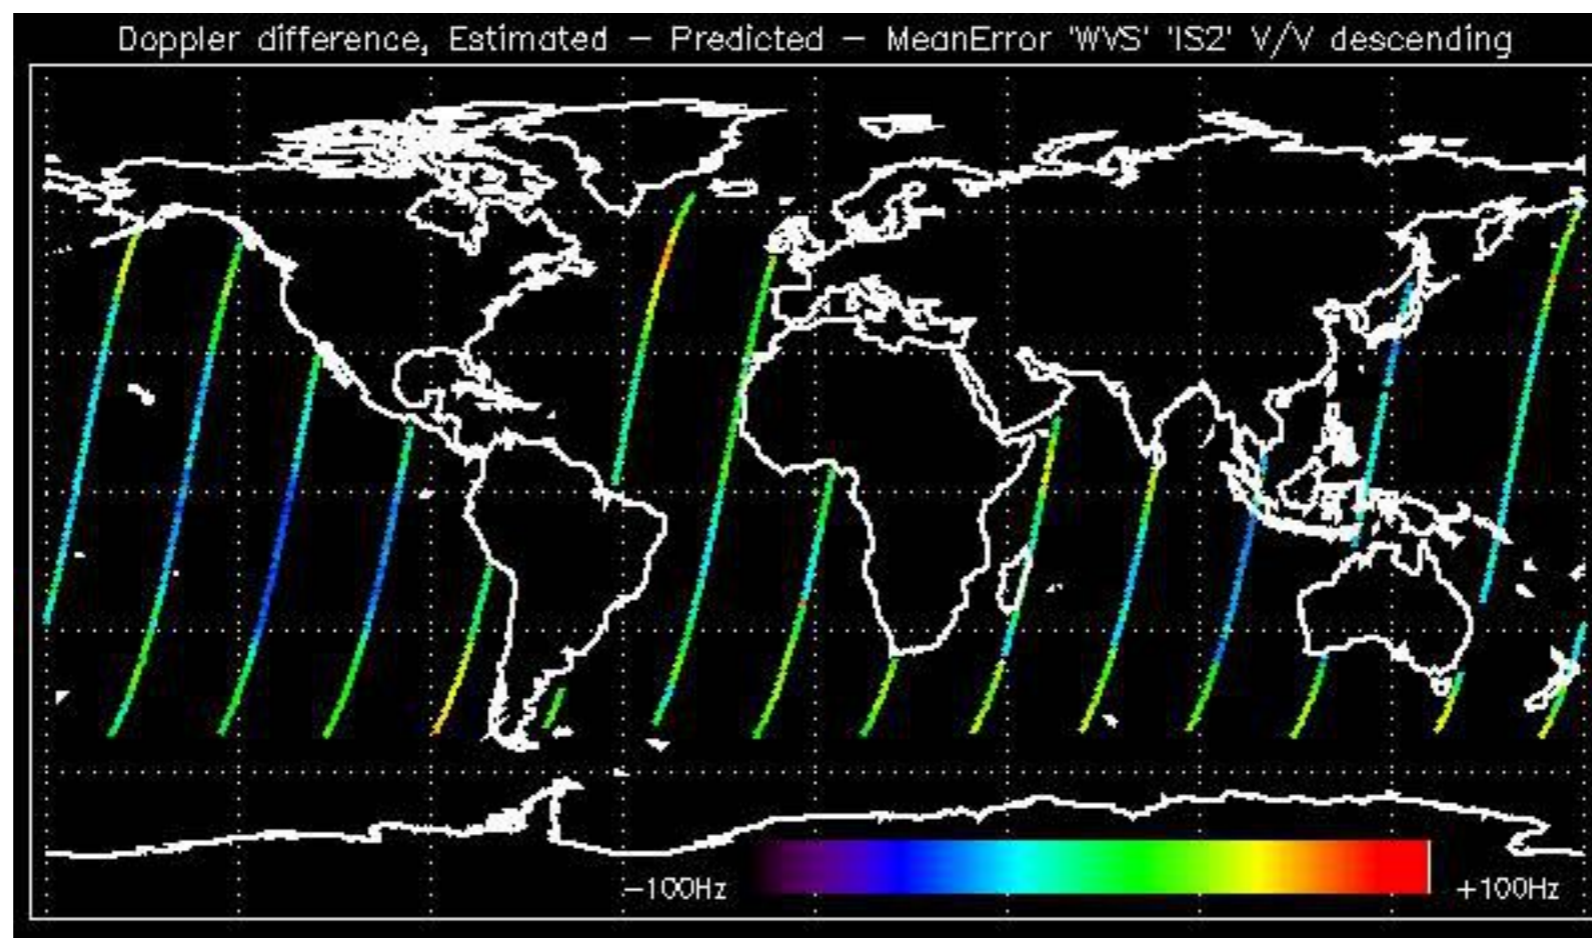 Doppler difference, Estimated – Predicted – MeanError 'WVS' 'IS2' V/V descending
–100Hz
+100Hz